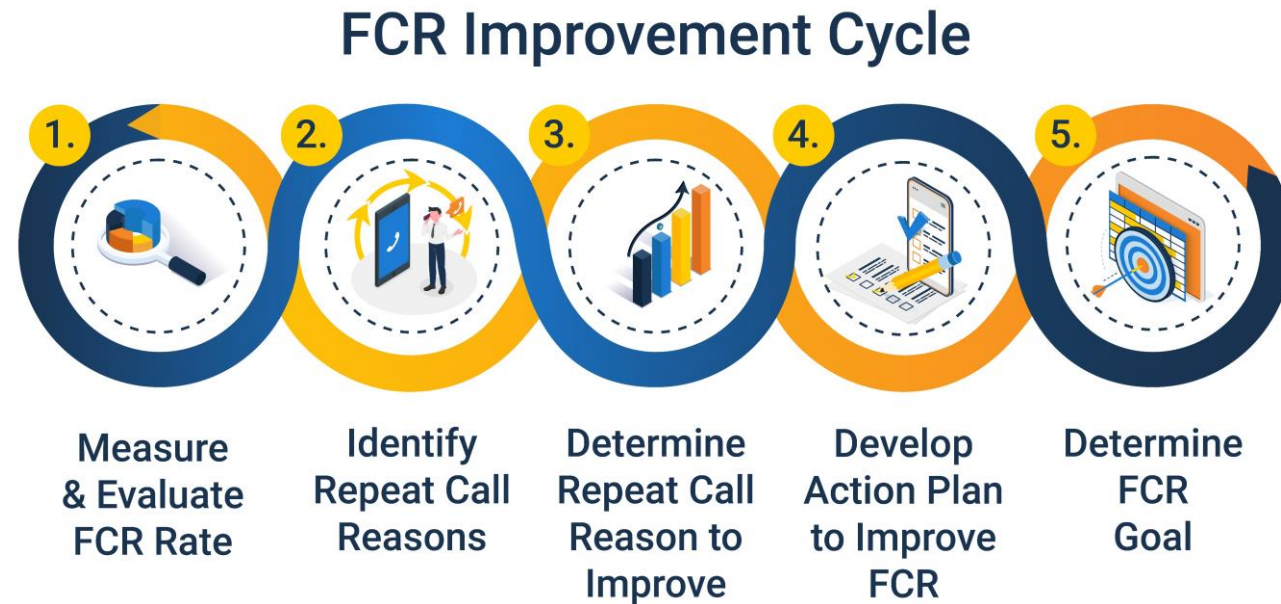 FCR Improvement Cycle
1.
2.
3.
4.
5.
Measure
& Evaluate
FCR Rate
Identify
Repeat Call
Reasons
Determine
Repeat Call
Reason to
Improve
Develop
Action Plan
to Improve
FCR
Determine
FCR
Goal